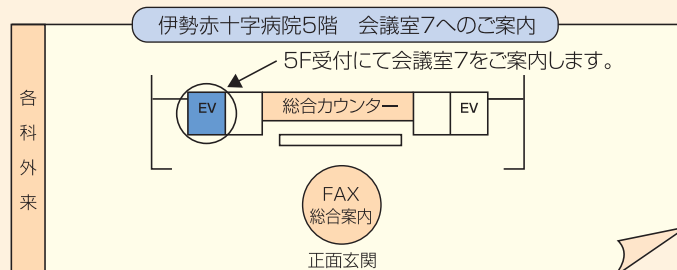 伊勢赤十字病院5階　会議室7へのご案内
5F受付にて会議室7をご案内します。
各科外来
EV
総合カウンター
EV
FAX
総合案内
正面玄関